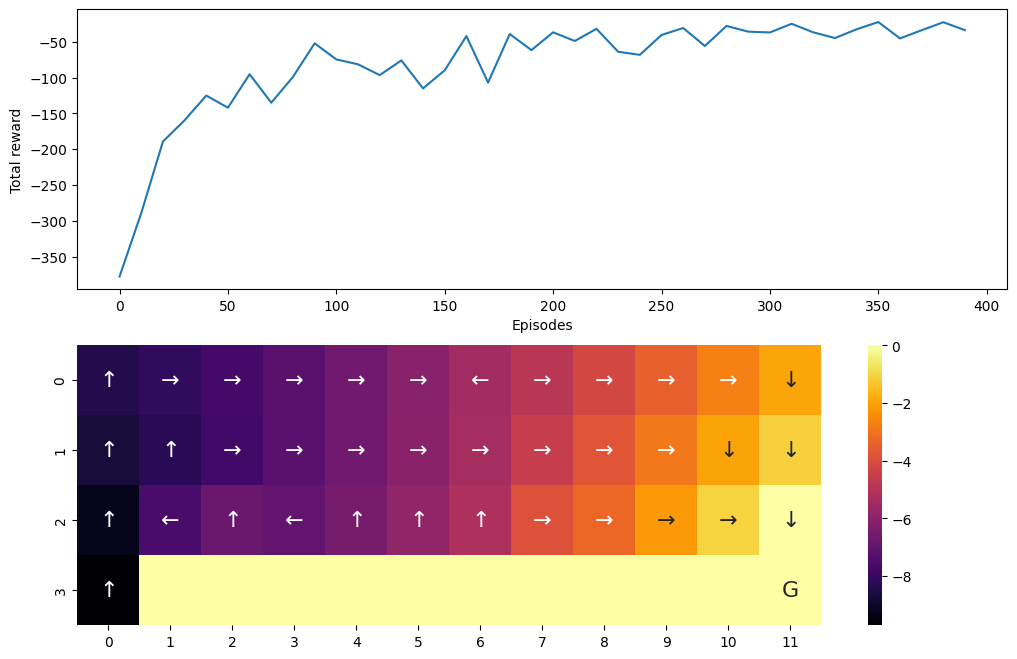 Total reward
−50
−100
−150
−200
−250
−300
−350
0 50 100 150 200 250 300 350 400
Episodes
0 ↑ → → → → → ← → → → → ↓
1 ↑ ↑ → → → → → → → → ↓ ↓
2 ↑ ← ↑ ← ↑ ↑ ↑ → → → → ↓
3 ↑ G
0 1 2 3 4 5 6 7 8 9 10 11
0
−2
−4
−6
−8